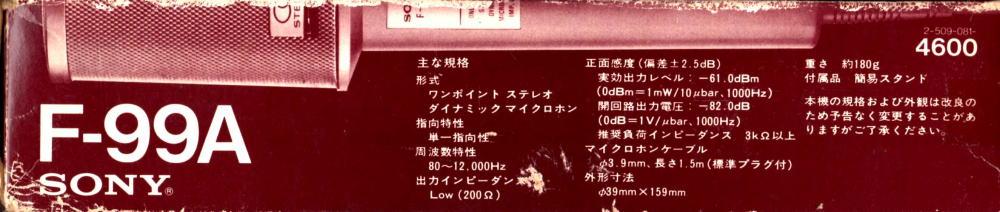 2-509-081-
4600
F-99A
SONY®
主な規格
形式
ワンポイント ステレオ
ダイナミック マイクロホン
指向特性
単一指向性
周波数特性
80～12,000Hz
出力インピーダン
Low (200Ω)
正面感度(偏差±2.5dB)
実効出力レベル：−61.0dBm
(0dBm=1mW/10μbar、1000Hz)
開回路出力電圧：−82.0dB
(0dB=1V/μbar、1000Hz)
推奨負荷インピーダンス 3kΩ以上
マイクロホンケーブル
φ3.9mm、長さ1.5m(標準プラグ付)
外形寸法
φ39mm×159mm
重さ 約180g
付属品 簡易スタンド
本機の規格および外観は改良の
ため予告なく変更することがあ
りますがご了承ください。